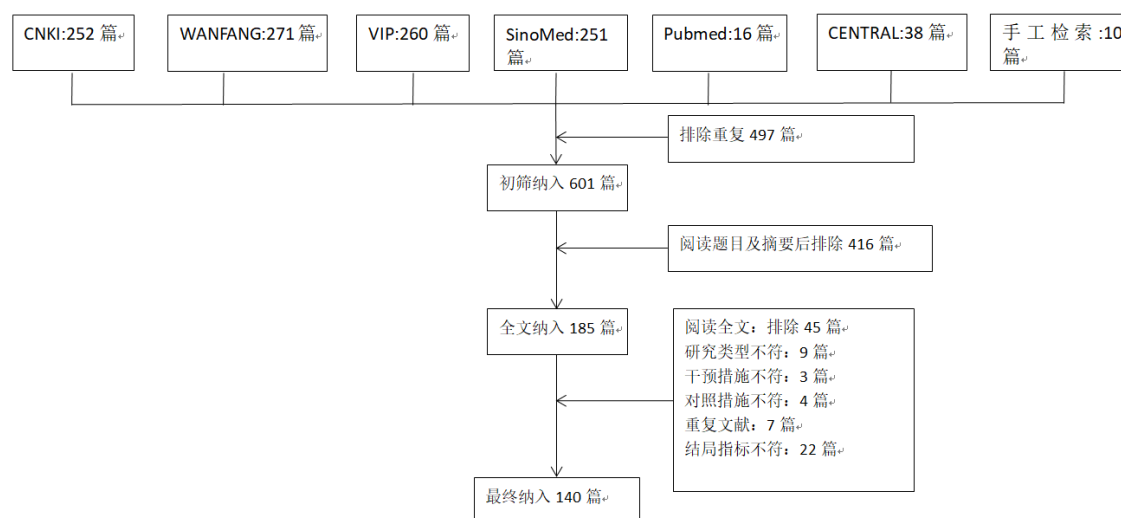 CNKI:252 篇
WANFANG:271 篇
VIP:260 篇
SinoMed:251
篇
Pubmed:16 篇
CENTRAL:38 篇
手工检索:10
篇
排除重复 497 篇
初筛纳入 601 篇
阅读题目及摘要后排除 416 篇
全文纳入 185 篇
阅读全文：排除 45 篇
研究类型不符：9 篇
干预措施不符：3 篇
对照措施不符：4 篇
重复文献：7 篇
结局指标不符：22 篇
最终纳入 140 篇